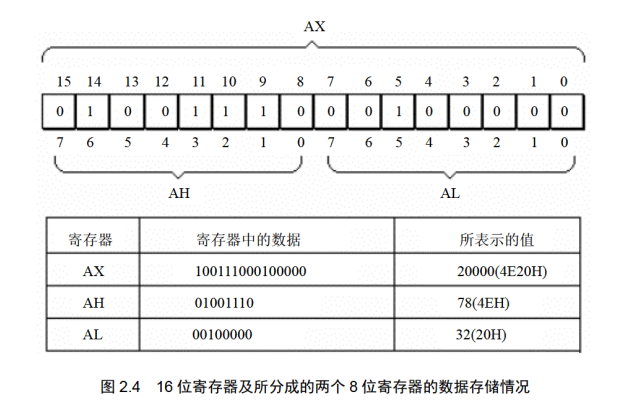 AX
15 14 13 12 11 10 9 8 7 6 5 4 3 2 1 0
0 1 0 0 1 1 1 0 0 0 1 0 0 0 0 0
7 6 5 4 3 2 1 0 7 6 5 4 3 2 1 0
AH AL
寄存器 寄存器中的数据 所表示的值
AX 100111000100000 20000(4E20H)
AH 01001110 78(4EH)
AL 00100000 32(20H)
图 2.4 16 位寄存器及所分成的两个 8 位寄存器的数据存储情况